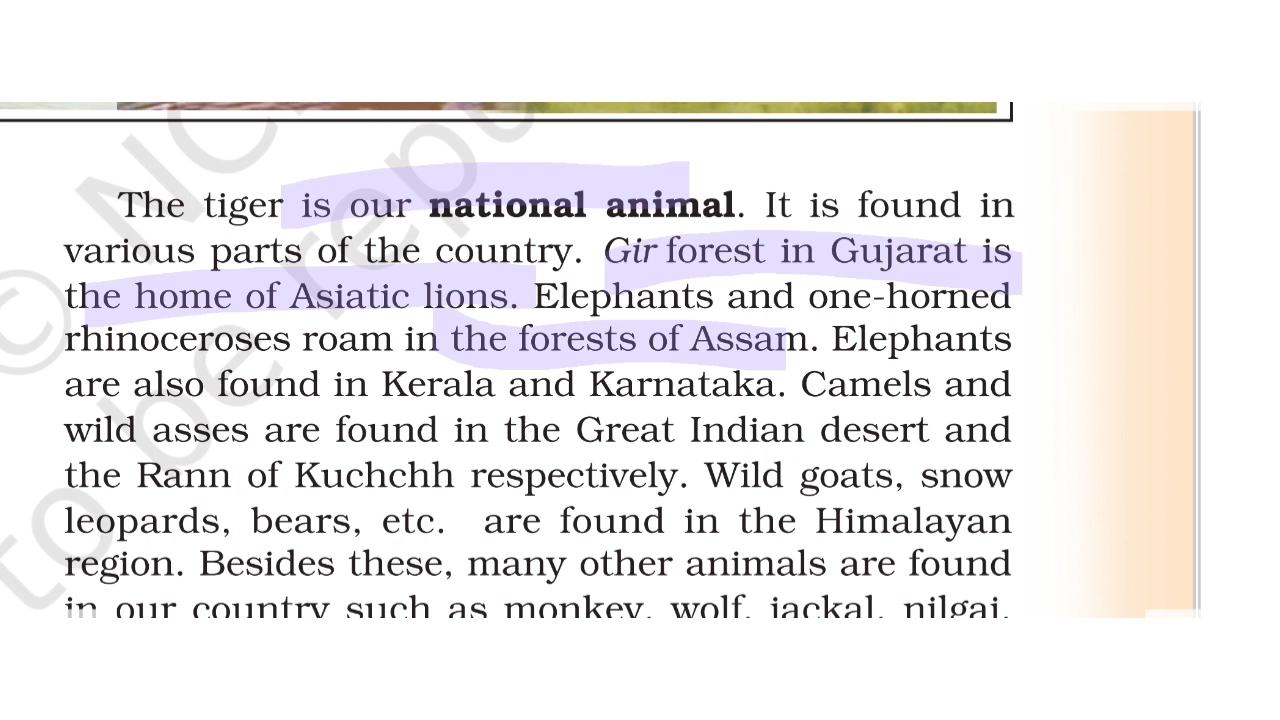 The tiger is our national animal. It is found in
various parts of the country. Gir forest in Gujarat is
the home of Asiatic lions. Elephants and one-horned
rhinoceroses roam in the forests of Assam. Elephants
are also found in Kerala and Karnataka. Camels and
wild asses are found in the Great Indian desert and
the Rann of Kuchchh respectively. Wild goats, snow
leopards, bears, etc. are found in the Himalayan
region. Besides these, many other animals are found
in our country such as monkey, wolf, jackal, nilgai,
© NC
to be repu